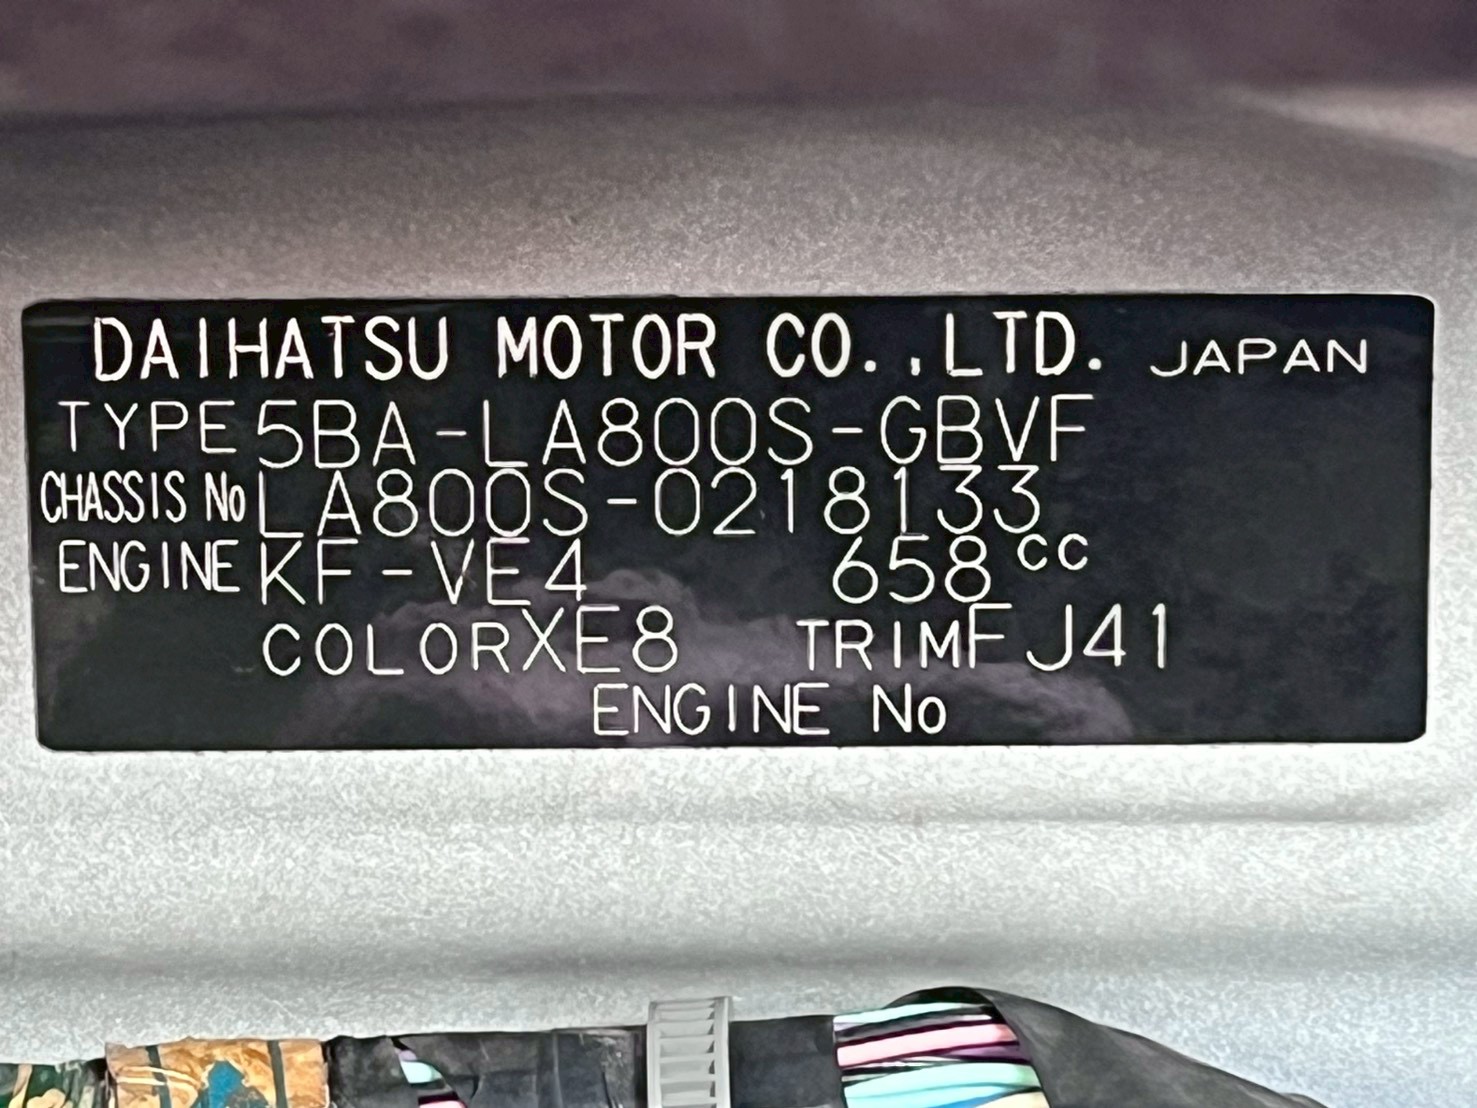 DAIHATSU MOTOR CO.,LTD. JAPAN
TYPE 5BA-LA800S-GBVF
CHASSIS No LA800S-0218133
ENGINE KF-VE4 658cc
COLOR XE8 TRIM FJ41
ENGINE No